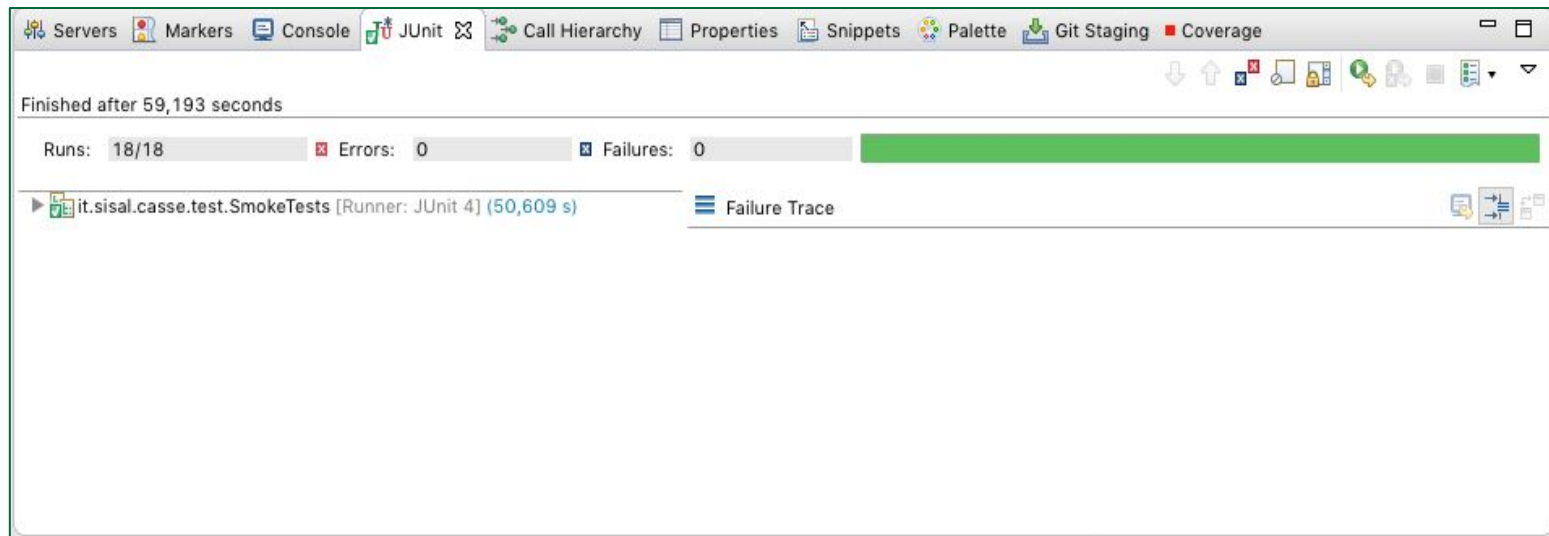 Servers Markers Console JUnit Call Hierarchy Properties Snippets Palette Git Staging Coverage
Finished after 59,193 seconds
Runs: 18/18 Errors: 0 Failures: 0
it.sisal.casse.test.SmokeTests [Runner: JUnit 4] (50,609 s) Failure Trace